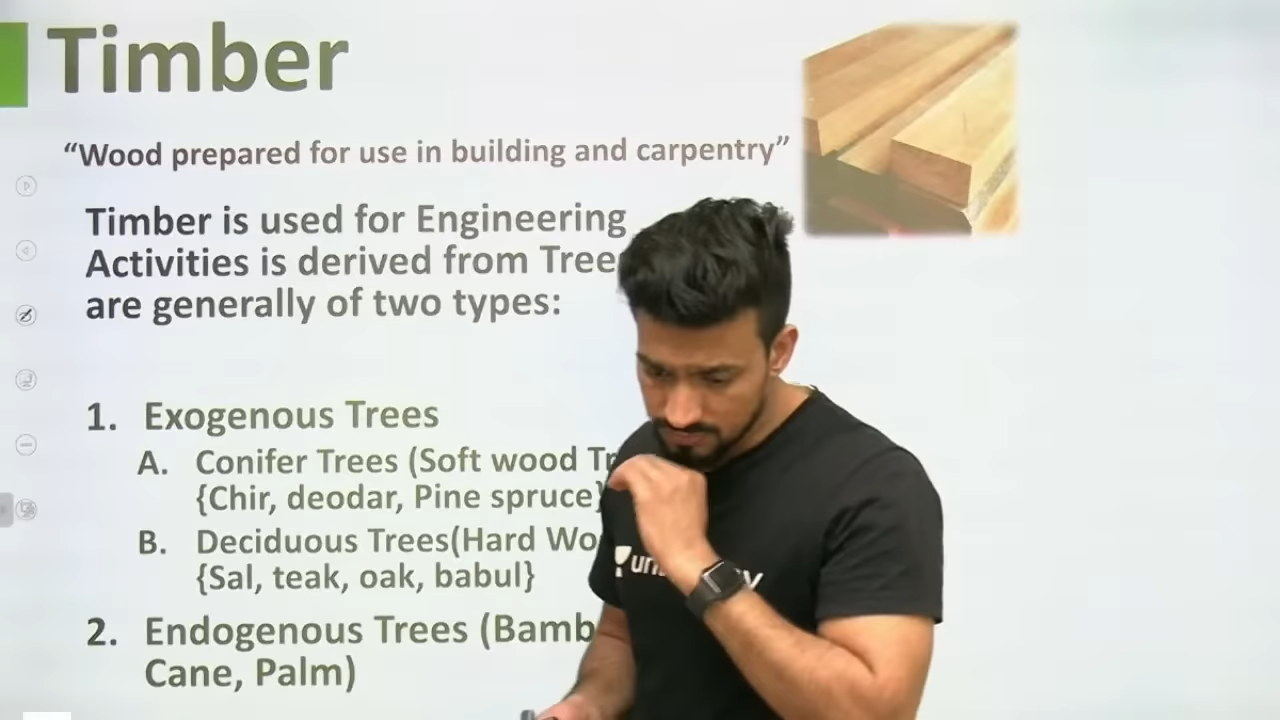 Timber
“Wood prepared for use in building and carpentry”
Timber is used for Engineering
Activities is derived from Tree
are generally of two types:
1. Exogenous Trees
A. Conifer Trees (Soft wood Tr
{Chir, deodar, Pine spruce}
B. Deciduous Trees(Hard Wo
{Sal, teak, oak, babul}
2. Endogenous Trees (Bamb
Cane, Palm)